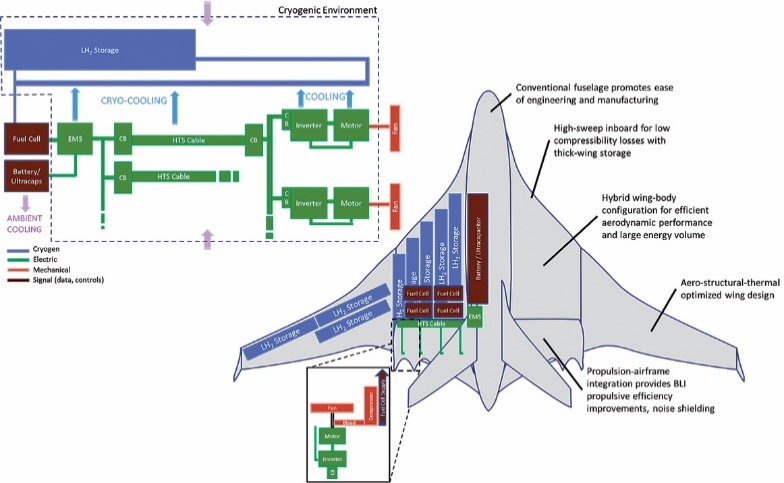 Cryogenic Environment
LH2 Storage
CRYO-COOLING
COOLING
Fuel Cell
EMS
CB
HTS Cable
CB
C
B
Inverter
Motor
Fan
Battery/
Ultracaps
CB
HTS Cable
C
B
Inverter
Motor
Fan
AMBIENT
COOLING
Cryogen
Electric
Mechanical
Signal (data, controls)
Conventional fuselage promotes ease
of engineering and manufacturing
High-sweep inboard for low
compressibility losses with
thick-wing storage
Hybrid wing-body
configuration for efficient
aerodynamic performance
and large energy volume
Aero-structural-thermal
optimized wing design
Propulsion-airframe
integration provides BLI
propulsive efficiency
improvements, noise shielding
LH2 Storage
LH2 Storage
LH2 Storage
LH2 Storage
Storage
Storage
LH2 Storage
LH2 Storage
Battery / Ultracapacitor
Fuel Cell
Fuel Cell
Fuel Cell
Fuel Cell
HTS Cable
EMS
Fan
Bleed
Compressor
Fuel Cell Supply
Motor
Inverter
CB